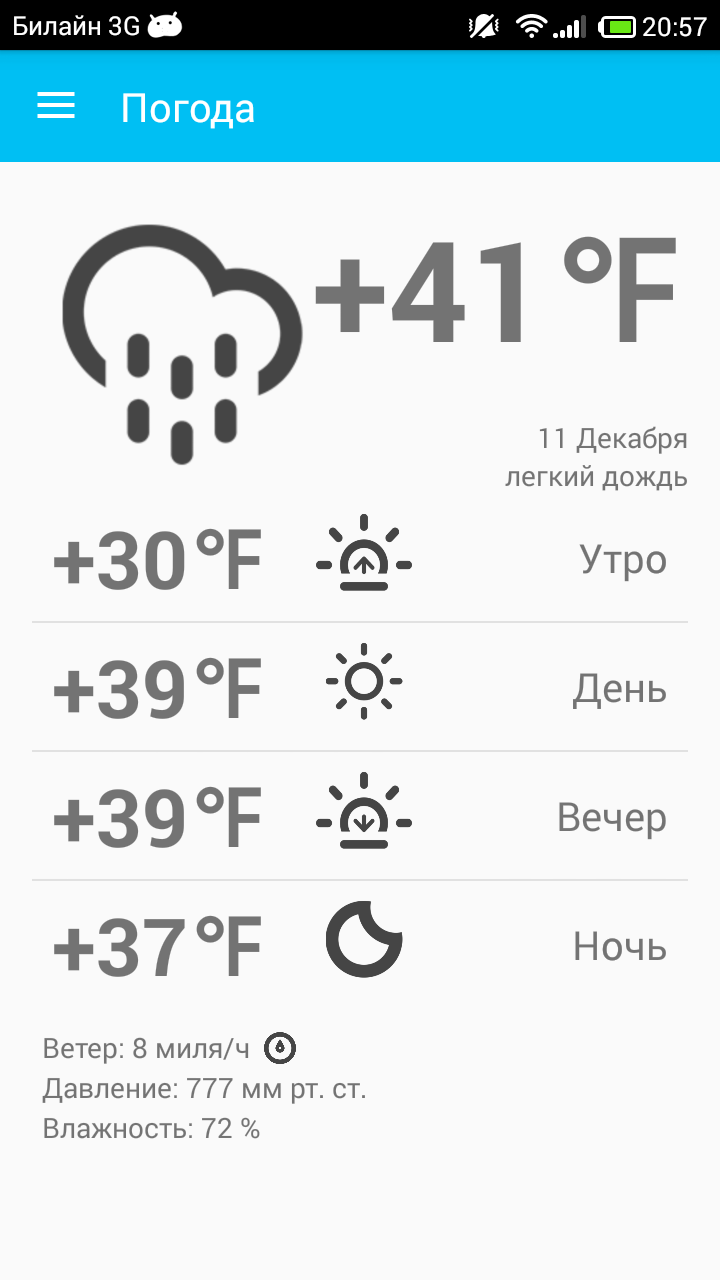 Билайн 3G 20:57
Погода
+41 °F
11 Декабря
легкий дождь
+30 °F Утро
+39 °F День
+39 °F Вечер
+37 °F Ночь
Ветер: 8 миля/ч
Давление: 777 мм рт. ст.
Влажность: 72 %